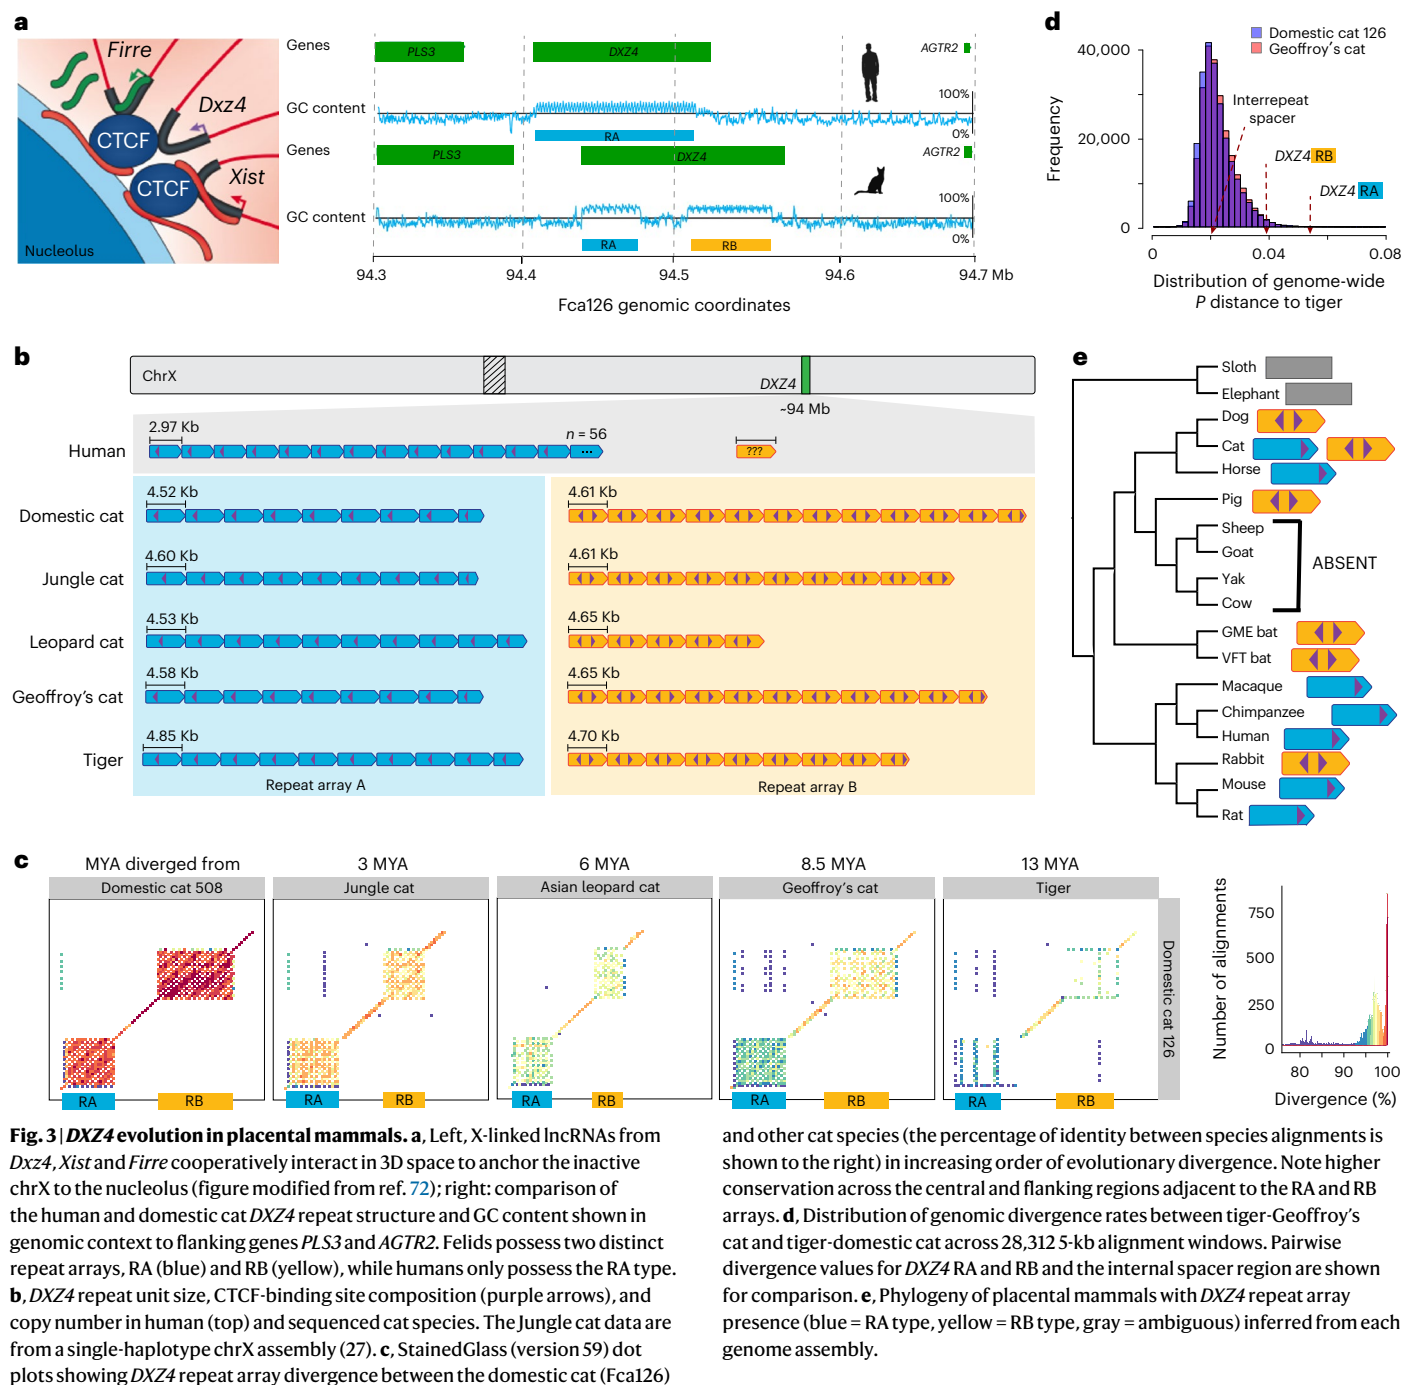 a
Firre
Dxz4
CTCF
CTCF
Xist
Nucleolus
Genes
PLS3
DXZ4
AGTR2
GC content
100%
0%
RA
Genes
PLS3
DXZ4
AGTR2
GC content
100%
0%
RA
RB
94.3
94.4
94.5
94.6
94.7 Mb
Fca126 genomic coordinates
d
Domestic cat 126
Geoffroy's cat
40,000
20,000
0
Frequency
Interrepeat
spacer
DXZ4 RB
DXZ4 RA
0
0.04
0.08
Distribution of genome-wide
P distance to tiger
b
ChrX
DXZ4
~94 Mb
2.97 Kb
n = 56
Human
...
???
4.52 Kb
4.61 Kb
Domestic cat
4.60 Kb
4.61 Kb
Jungle cat
4.53 Kb
4.65 Kb
Leopard cat
4.58 Kb
4.65 Kb
Geoffroy's cat
4.85 Kb
4.70 Kb
Tiger
Repeat array A
Repeat array B
e
Sloth
Elephant
Dog
Cat
Horse
Pig
Sheep
Goat
Yak
Cow
ABSENT
GME bat
VFT bat
Macaque
Chimpanzee
Human
Rabbit
Mouse
Rat
c
MYA diverged from
3 MYA
6 MYA
8.5 MYA
13 MYA
Domestic cat 508
Jungle cat
Asian leopard cat
Geoffroy's cat
Tiger
Domestic cat 126
RA
RB
RA
RB
RA
RB
RA
RB
RA
RB
Number of alignments
750
500
250
0
80
90
100
Divergence (%)
Fig. 3 | DXZ4 evolution in placental mammals. a, Left, X-linked lncRNAs from
Dxz4, Xist and Firre cooperatively interact in 3D space to anchor the inactive
chrX to the nucleolus (figure modified from ref. 72); right: comparison of
the human and domestic cat DXZ4 repeat structure and GC content shown in
genomic context to flanking genes PLS3 and AGTR2. Felids possess two distinct
repeat arrays, RA (blue) and RB (yellow), while humans only possess the RA type.
b, DXZ4 repeat unit size, CTCF-binding site composition (purple arrows), and
copy number in human (top) and sequenced cat species. The Jungle cat data are
from a single-haplotype chrX assembly (27). c, StainedGlass (version 59) dot
plots showing DXZ4 repeat array divergence between the domestic cat (Fca126)
and other cat species (the percentage of identity between species alignments is
shown to the right) in increasing order of evolutionary divergence. Note higher
conservation across the central and flanking regions adjacent to the RA and RB
arrays. d, Distribution of genomic divergence rates between tiger-Geoffroy's
cat and tiger-domestic cat across 28,312 5-kb alignment windows. Pairwise
divergence values for DXZ4 RA and RB and the internal spacer region are shown
for comparison. e, Phylogeny of placental mammals with DXZ4 repeat array
presence (blue = RA type, yellow = RB type, gray = ambiguous) inferred from each
genome assembly.